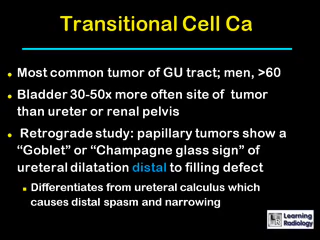 Transitional Cell Ca
Most common tumor of GU tract; men, >60
Bladder 30-50x more often site of tumor
than ureter or renal pelvis
Retrograde study: papillary tumors show a
“Goblet” or “Champagne glass sign” of
ureteral dilatation distal to filling defect
Differentiates from ureteral calculus which
causes distal spasm and narrowing
Learning
Radiology